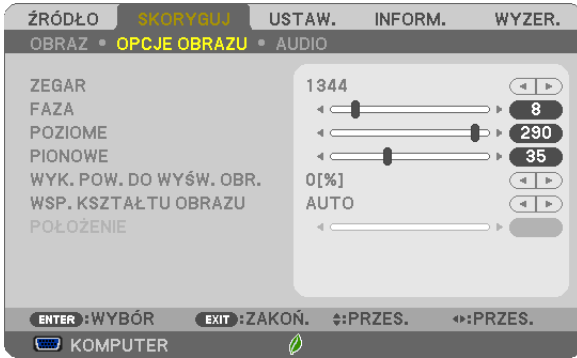 ŹRÓDŁO SKORYGUJ USTAW. INFORM. WYZER.
OBRAZ • OPCJE OBRAZU • AUDIO
ZEGAR 1344
FAZA 8
POZIOME 290
PIONOWE 35
WYK. POW. DO WYŚW. OBR. 0[%]
WSP. KSZTAŁTU OBRAZU AUTO
POŁOŻENIE
ENTER :WYBÓR EXIT :ZAKOŃ. :PRZES. :PRZES.
KOMPUTER